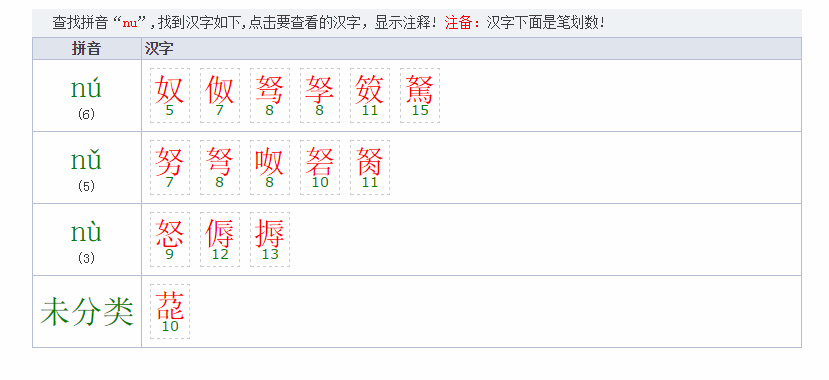 查找拼音“nu”,找到汉字如下,点击要查看的汉字，显示注释! 注备：汉字下面是笔划数!
拼音 汉字
nú 奴 伮 驽 孥 笯 駑
(6) 5 7 8 8 11 15
nǔ 努 弩 呶 砮 胬
(5) 7 8 8 10 11
nù 怒 傉 搙
(3) 9 12 13
未分类
10